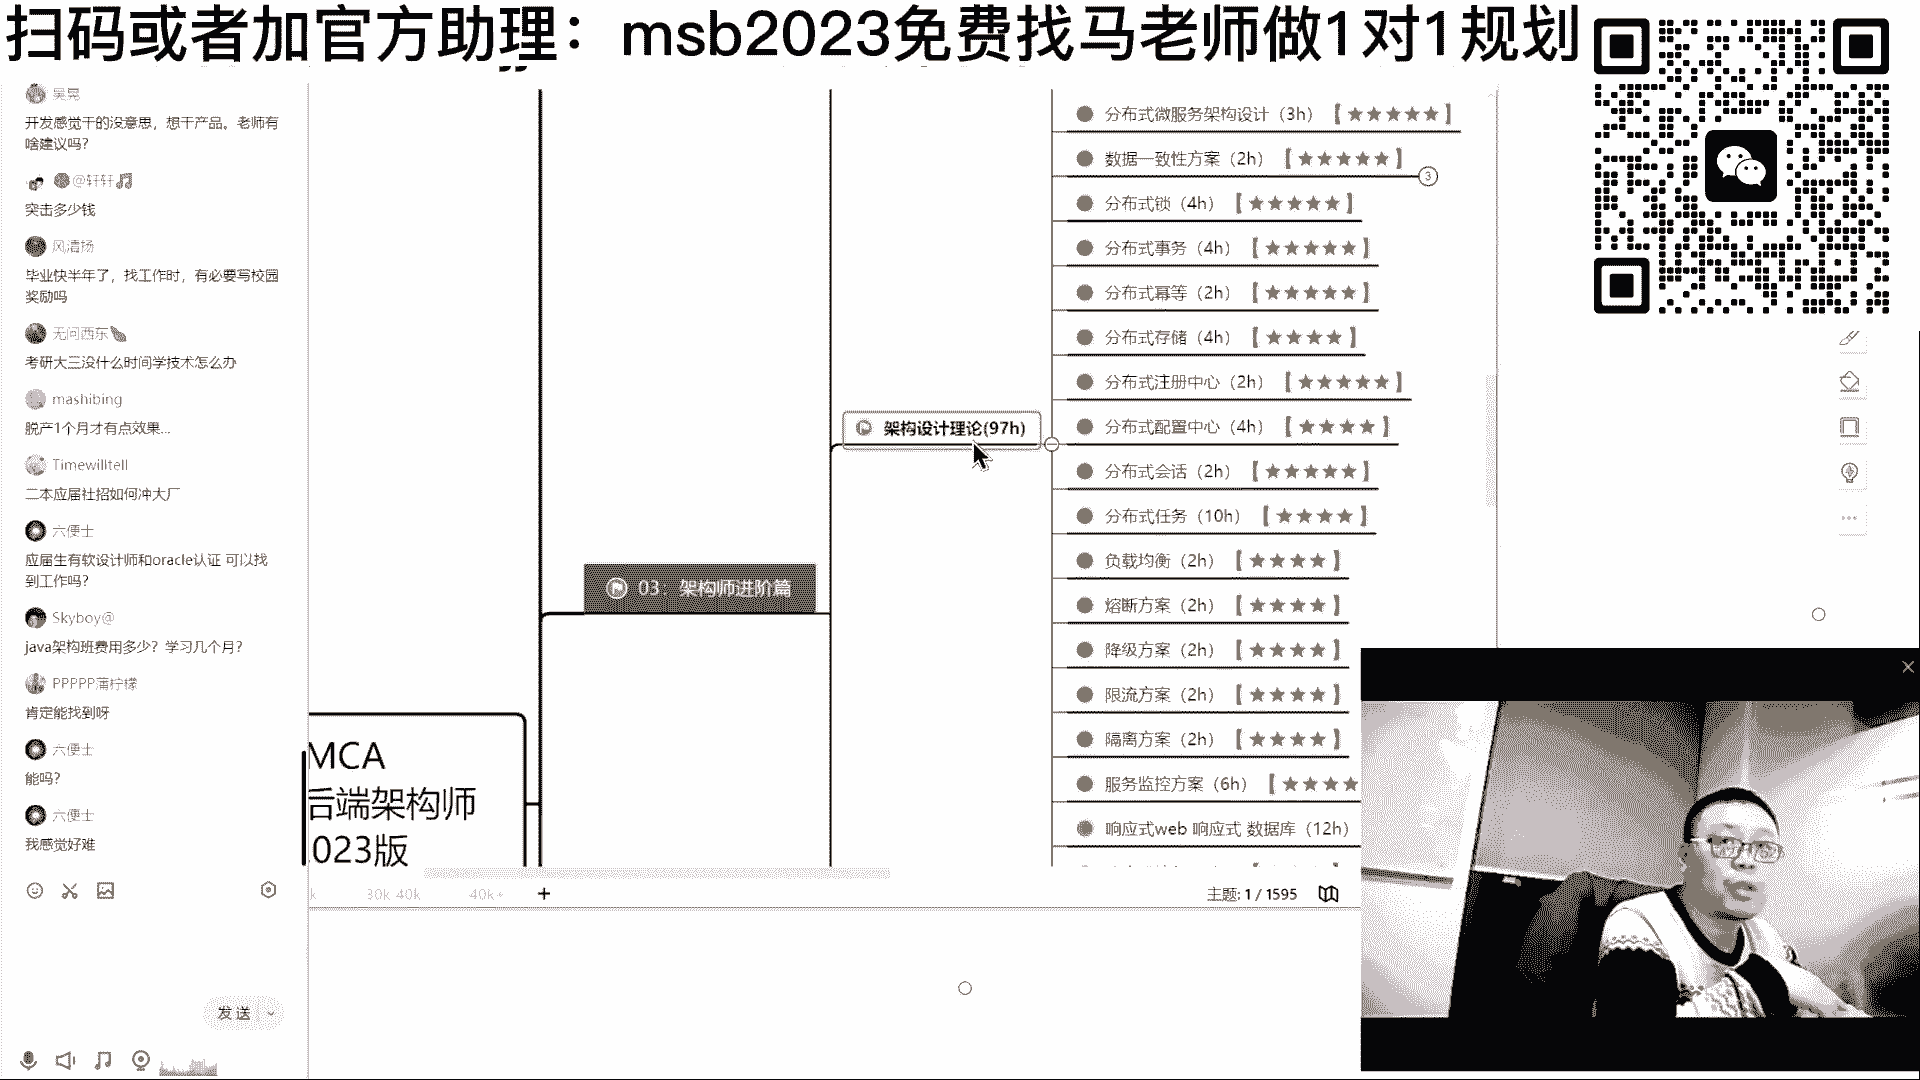 扫码或者加官方助理：msb2023免费找马老师做1对1规划
吴晃
开发感觉干的没意思，想干产品。老师有
啥建议吗？
@轩轩
突击多少钱
风清扬
毕业快半年了，找工作时，有必要写校园
奖励吗
无问西东
考研大三没什么时间学技术怎么办
mashibing
脱产1个月才有点效果...
Timewilltell
二本应届社招如何冲大厂
六便士
应届生有软设计师和oracle认证 可以找
到工作吗？
Skyboy@
java架构班费用多少？学习几个月？
PPPPP蒲柠檬
肯定能找到呀
六便士
能吗？
六便士
我感觉好难
发送
MCA
后端架构师
023版
03：架构师进阶篇
架构设计理论(97h)
分布式微服务架构设计（3h）【★★★★★】
数据一致性方案（2h）【★★★★★】
3
分布式锁（4h）【★★★★★】
分布式事务（4h）【★★★★★】
分布式幂等（2h）【★★★★★】
分布式存储（4h）【★★★★】
分布式注册中心（2h）【★★★★★】
分布式配置中心（4h）【★★★★】
分布式会话（2h）【★★★★★】
分布式任务（10h）【★★★★】
负载均衡（2h）【★★★★】
熔断方案（2h）【★★★★】
降级方案（2h）【★★★★】
限流方案（2h）【★★★★】
隔离方案（2h）【★★★★】
服务监控方案（6h）【★★★★
响应式web 响应式 数据库（12h）
k
30k 40k
40k+
主题: 1 / 1595